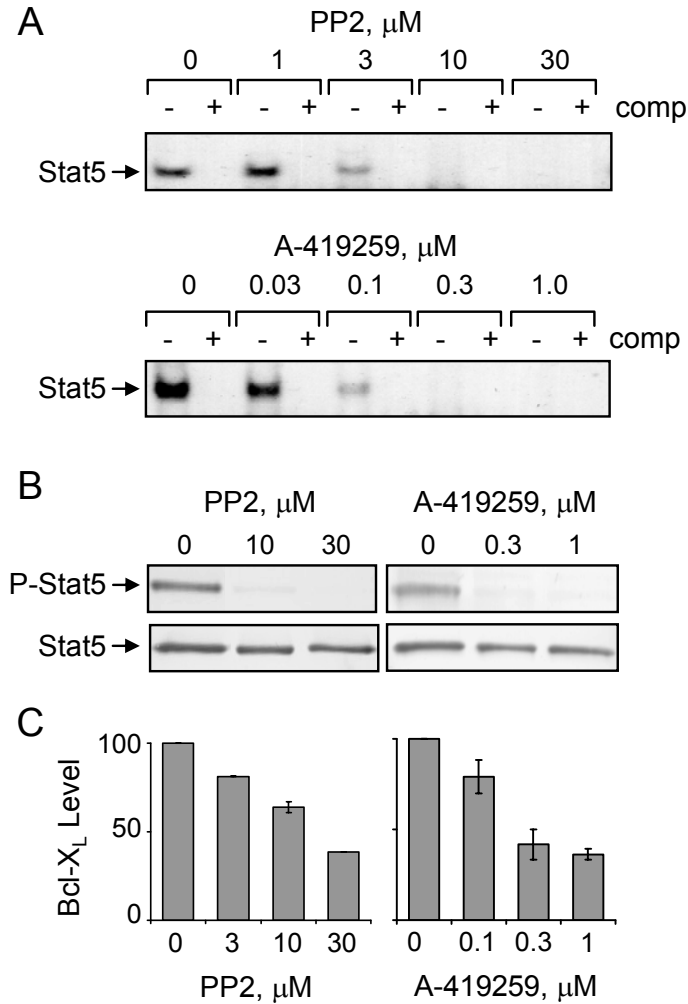 A
PP2, μM
0 1 3 10 30
- + - + - + - + - + comp
Stat5
A-419259, μM
0 0.03 0.1 0.3 1.0
- + - + - + - + - + comp
Stat5
B
PP2, μM A-419259, μM
0 10 30 0 0.3 1
P-Stat5
Stat5
C
100
50
0
Bcl-XL Level
0 3 10 30 0 0.1 0.3 1
PP2, μM A-419259, μM